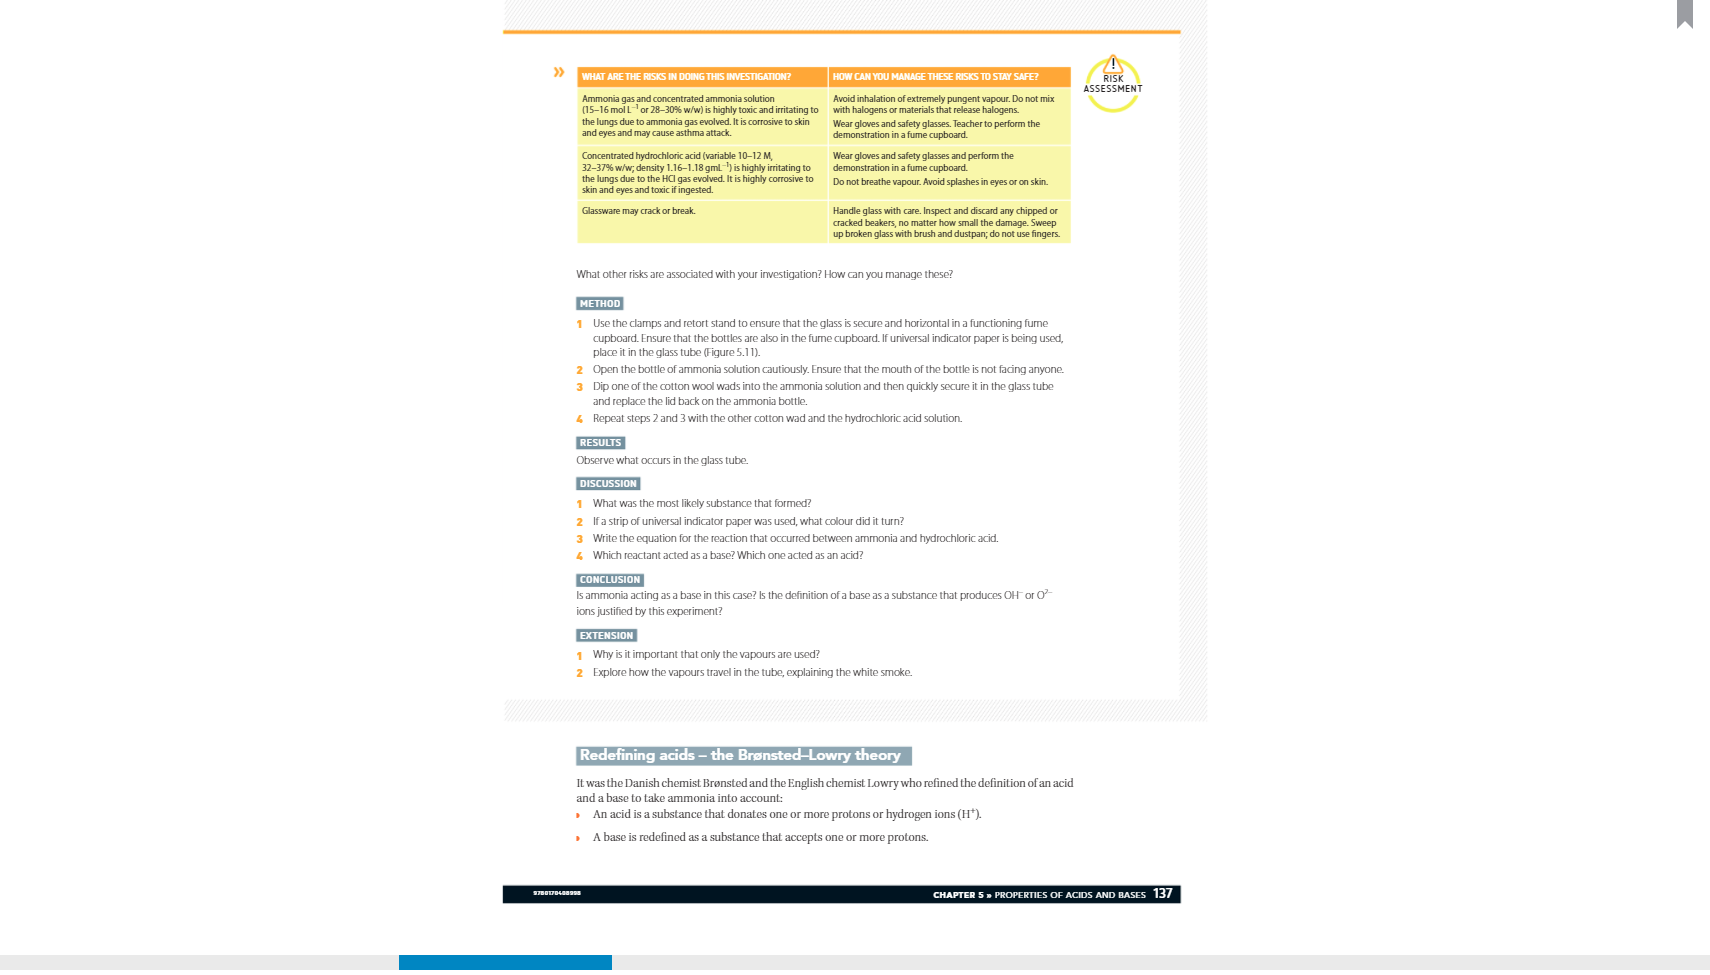 »
WHAT ARE THE RISKS IN DOING THIS INVESTIGATION?
HOW CAN YOU MANAGE THESE RISKS TO STAY SAFE?
Ammonia gas and concentrated ammonia solution
(15–16 mol L⁻¹ or 28–30% w/w) is highly toxic and irritating to
the lungs due to ammonia gas evolved. It is corrosive to skin
and eyes and may cause asthma attack.
Avoid inhalation of extremely pungent vapour. Do not mix
with halogens or materials that release halogens.
Wear gloves and safety glasses. Teacher to perform the
demonstration in a fume cupboard.
Concentrated hydrochloric acid (variable 10–12 M,
32–37% w/w; density 1.16–1.18 gmL⁻¹) is highly irritating to
the lungs due to the HCl gas evolved. It is highly corrosive to
skin and eyes and toxic if ingested.
Wear gloves and safety glasses and perform the
demonstration in a fume cupboard.
Do not breathe vapour. Avoid splashes in eyes or on skin.
Glassware may crack or break.
Handle glass with care. Inspect and discard any chipped or
cracked beakers, no matter how small the damage. Sweep
up broken glass with brush and dustpan; do not use fingers.
!
RISK
ASSESSMENT
What other risks are associated with your investigation? How can you manage these?
METHOD
1 Use the clamps and retort stand to ensure that the glass is secure and horizontal in a functioning fume
cupboard. Ensure that the bottles are also in the fume cupboard. If universal indicator paper is being used,
place it in the glass tube (Figure 5.11).
2 Open the bottle of ammonia solution cautiously. Ensure that the mouth of the bottle is not facing anyone.
3 Dip one of the cotton wool wads into the ammonia solution and then quickly secure it in the glass tube
and replace the lid back on the ammonia bottle.
4 Repeat steps 2 and 3 with the other cotton wad and the hydrochloric acid solution.
RESULTS
Observe what occurs in the glass tube.
DISCUSSION
1 What was the most likely substance that formed?
2 If a strip of universal indicator paper was used, what colour did it turn?
3 Write the equation for the reaction that occurred between ammonia and hydrochloric acid.
4 Which reactant acted as a base? Which one acted as an acid?
CONCLUSION
Is ammonia acting as a base in this case? Is the definition of a base as a substance that produces OH⁻ or O²⁻
ions justified by this experiment?
EXTENSION
1 Why is it important that only the vapours are used?
2 Explore how the vapours travel in the tube, explaining the white smoke.
Redefining acids – the Brønsted–Lowry theory
It was the Danish chemist Brønsted and the English chemist Lowry who refined the definition of an acid
and a base to take ammonia into account:
An acid is a substance that donates one or more protons or hydrogen ions (H⁺).
A base is redefined as a substance that accepts one or more protons.
CHAPTER 5 » PROPERTIES OF ACIDS AND BASES 137